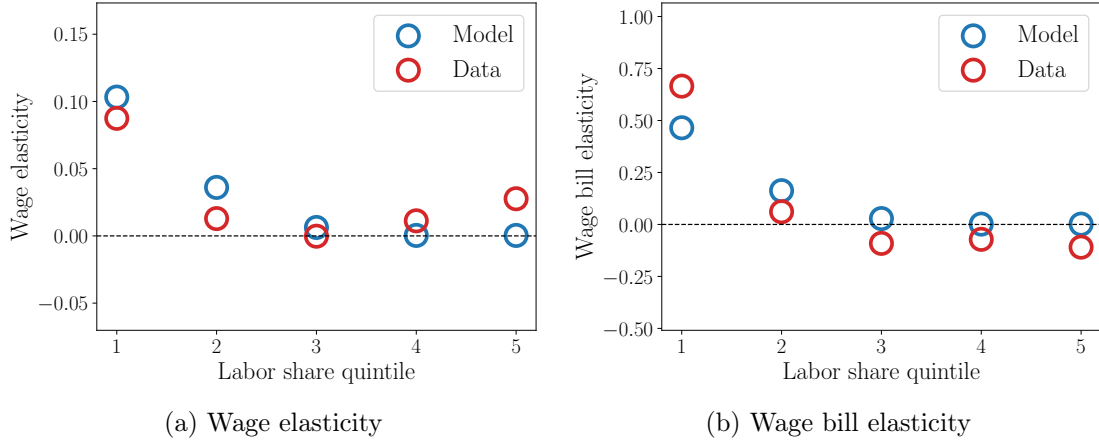 0.15
0.10
0.05
0.00
−0.05
Wage elasticity
Model
Data
1 2 3 4 5
Labor share quintile
(a) Wage elasticity
1.00
0.75
0.50
0.25
0.00
−0.25
−0.50
Wage bill elasticity
Model
Data
1 2 3 4 5
Labor share quintile
(b) Wage bill elasticity